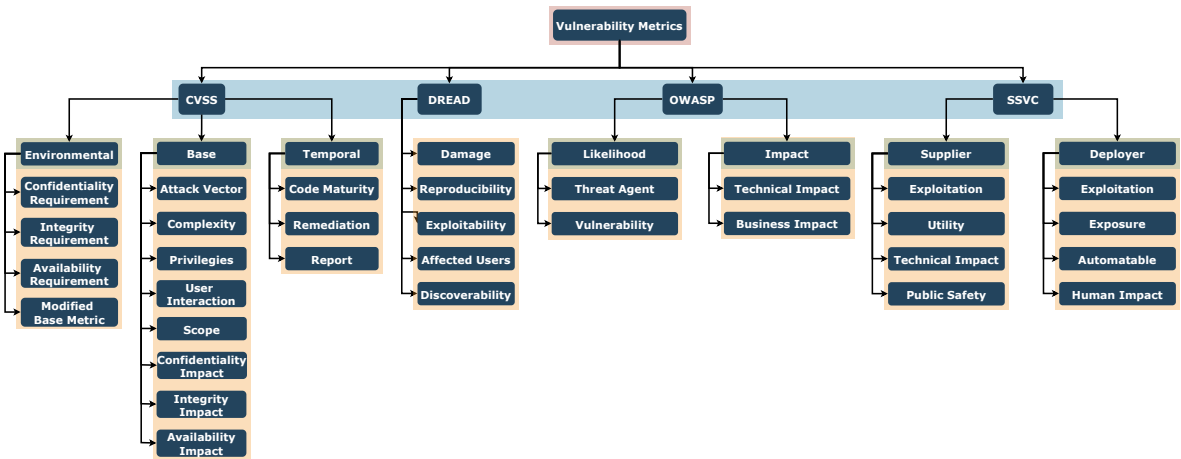 Vulnerability Metrics
CVSS
DREAD
OWASP
SSVC
Environmental
Confidentiality
Requirement
Integrity
Requirement
Availability
Requirement
Modified
Base Metric
Base
Attack Vector
Complexity
Privilegies
User
Interaction
Scope
Confidentiality
Impact
Integrity
Impact
Availability
Impact
Temporal
Code Maturity
Remediation
Report
Damage
Reproducibility
Exploitability
Affected Users
Discoverability
Likelihood
Threat Agent
Vulnerability
Impact
Technical Impact
Business Impact
Supplier
Exploitation
Utility
Technical Impact
Public Safety
Deployer
Exploitation
Exposure
Automatable
Human Impact